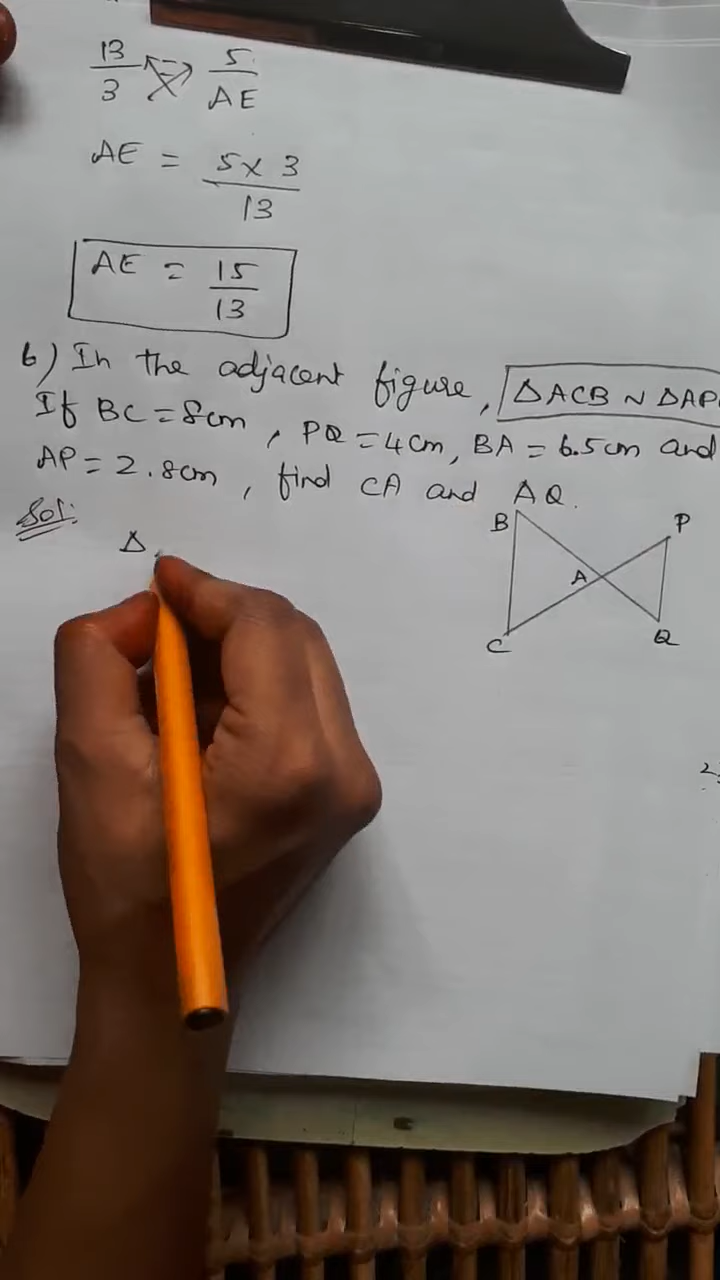 13/3 = 5/AE
AE = 5 x 3/13
AE = 15/13
6) In the adjacent figure, ΔACB ~ ΔAP
If BC = 8cm, PQ = 4cm, BA = 6.5cm and
AP = 2.8cm, find CA and AQ.
Sol:
Δ
B
P
A
C
Q
2